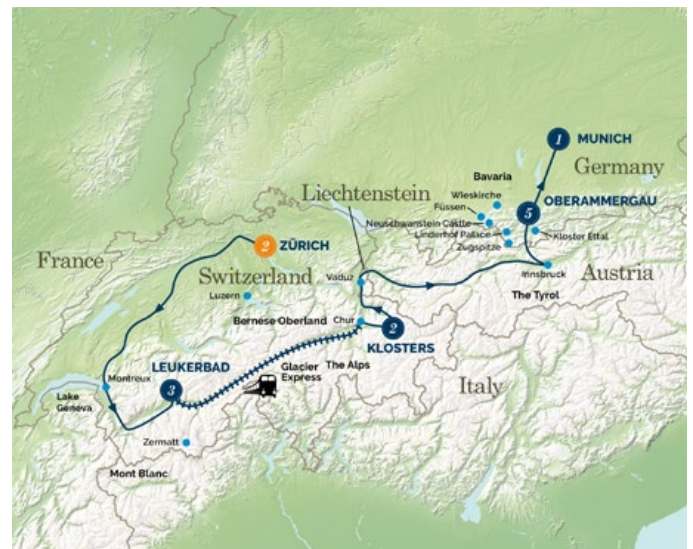 1 MUNICH
Germany
Bavaria
Wieskirche
Füssen
5 OBERAMMERGAU
Neuschwanstein Castle
Linderhof Palace
Kloster Ettal
Zugspitze
Liechtenstein
2 ZÜRICH
France
Switzerland
Vaduz
Innsbruck
Austria
Luzern
The Tyrol
Bernese Oberland
Chur
2
KLOSTERS
LEUKERBAD
3
Glacier
Express
The Alps
Italy
Montreux
Lake
Geneva
Zermatt
Mont Blanc